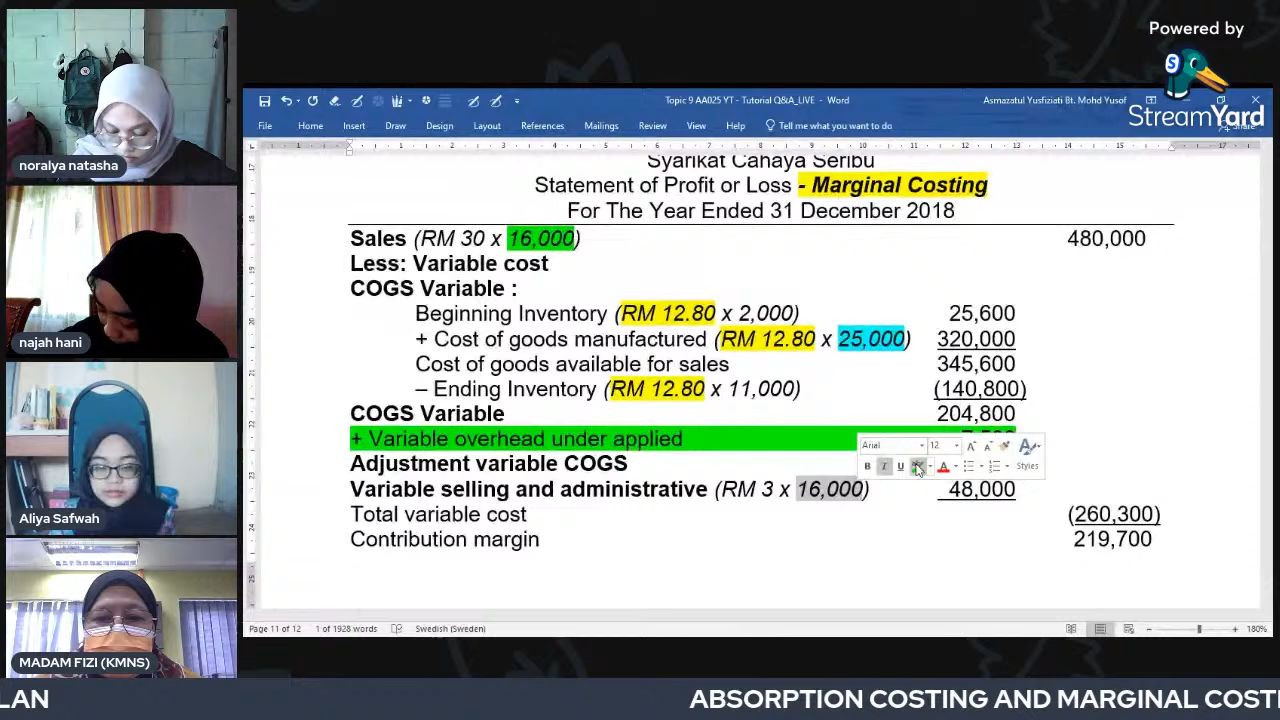 Powered by
StreamYard
noralya natasha
najah hani
Aliya Safwah
MADAM FIZI (KMNS)
Topic 9 AA025 YT - Tutorial Q&A_LIVE - Word
Asmazatul Yusfiziati Bt. Mohd Yusof
File Home Insert Draw Design Layout References Mailings Review View Help Tell me what you want to do
Syarikat Cahaya Seribu
Statement of Profit or Loss - Marginal Costing
For The Year Ended 31 December 2018
Sales (RM 30 x 16,000) 480,000
Less: Variable cost
COGS Variable :
Beginning Inventory (RM 12.80 x 2,000) 25,600
+ Cost of goods manufactured (RM 12.80 x 25,000) 320,000
Cost of goods available for sales 345,600
– Ending Inventory (RM 12.80 x 11,000) (140,800)
COGS Variable 204,800
+ Variable overhead under applied
Arial 12
B I U A Styles
Adjustment variable COGS
Variable selling and administrative (RM 3 x 16,000) 48,000
Total variable cost (260,300)
Contribution margin 219,700
Page 11 of 12 1 of 1928 words Swedish (Sweden) 180%
LAN ABSORPTION COSTING AND MARGINAL COSTI